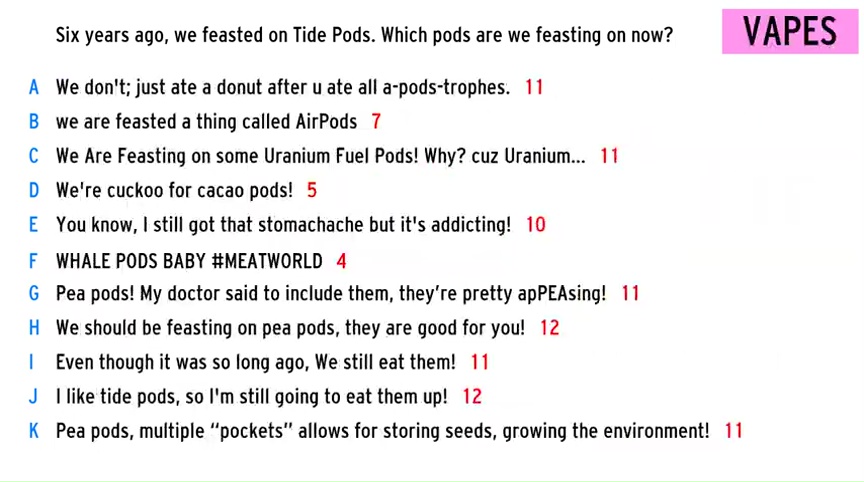 Six years ago, we feasted on Tide Pods. Which pods are we feasting on now?
VAPES
A We don't; just ate a donut after u ate all a-pods-trophes. 11
B we are feasted a thing called AirPods 7
C We Are Feasting on some Uranium Fuel Pods! Why? cuz Uranium... 11
D We're cuckoo for cacao pods! 5
E You know, I still got that stomachache but it's addicting! 10
F WHALE PODS BABY #MEATWORLD 4
G Pea pods! My doctor said to include them, they’re pretty apPEAsing! 11
H We should be feasting on pea pods, they are good for you! 12
I Even though it was so long ago, We still eat them! 11
J I like tide pods, so I'm still going to eat them up! 12
K Pea pods, multiple “pockets” allows for storing seeds, growing the environment! 11